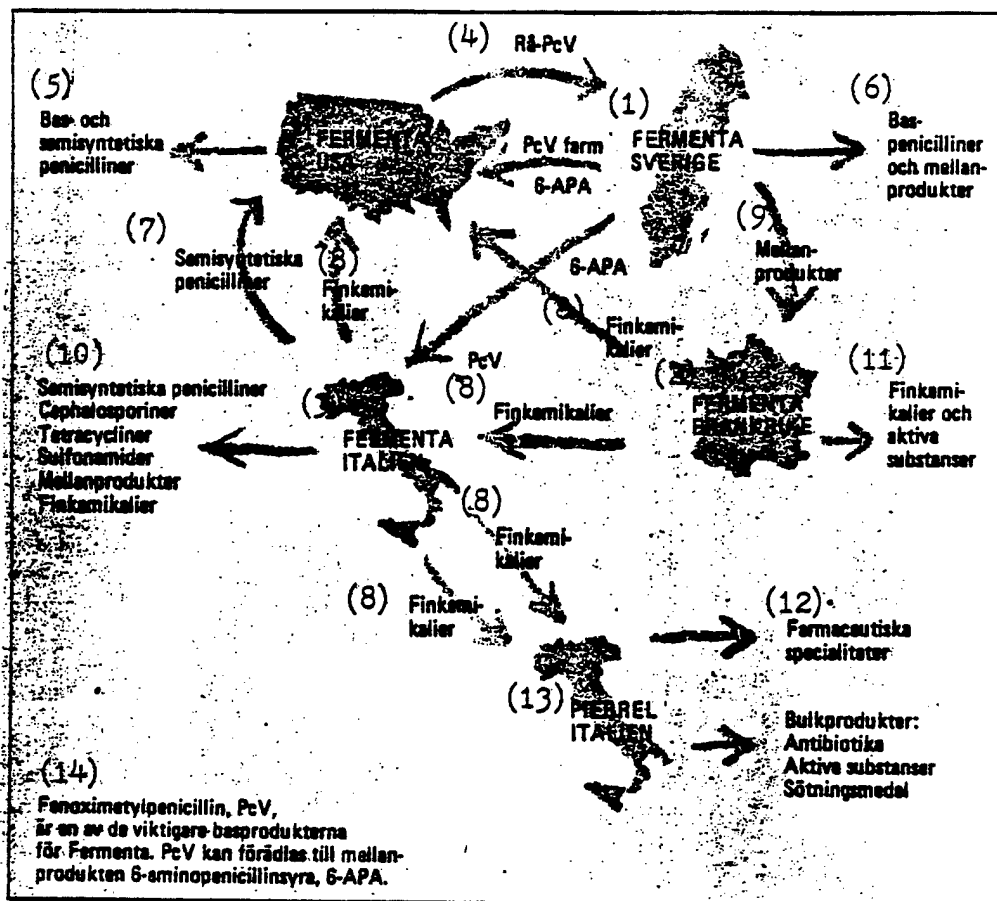 (4) Rå-PcV
(5)
Bas- och
semisyntetiska
penicilliner
FERMENTA
USA
PcV farm
6-APA
(1)
FERMENTA
SVERIGE
(6)
Bas-
penicilliner
och mellan-
produkter
(7)
Semisyntetiska
penicilliner
Finkemi-
kalier
6-APA
(9)
Mellan-
produkter
Finkemi-
kalier
(10)
Semisyntetiska penicilliner
Cephalosporiner
Tetracycliner
Sulfonamider
Mellanprodukter
Finkemikalier
PcV
(8)
Finkemikalier
FERMENTA
ITALIEN
FERMENTA
FRANKRIKE
(11)
Finkemi-
kalier och
aktiva
substanser
(8)
Finkemi-
kalier
(8)
Finkemi-
kalier
(12)
Farmaceutiska
specialiteter
(13)
PIERREL
ITALIEN
Bulkprodukter:
Antibiotika
Aktiva substanser
Sötningsmedel
(14)
Fenoximetylpenicillin, PcV,
är en av de viktigare basprodukterna
för Fermenta. PcV kan förädlas till mellan-
produkten 6-aminopenicillinsyra, 6-APA.